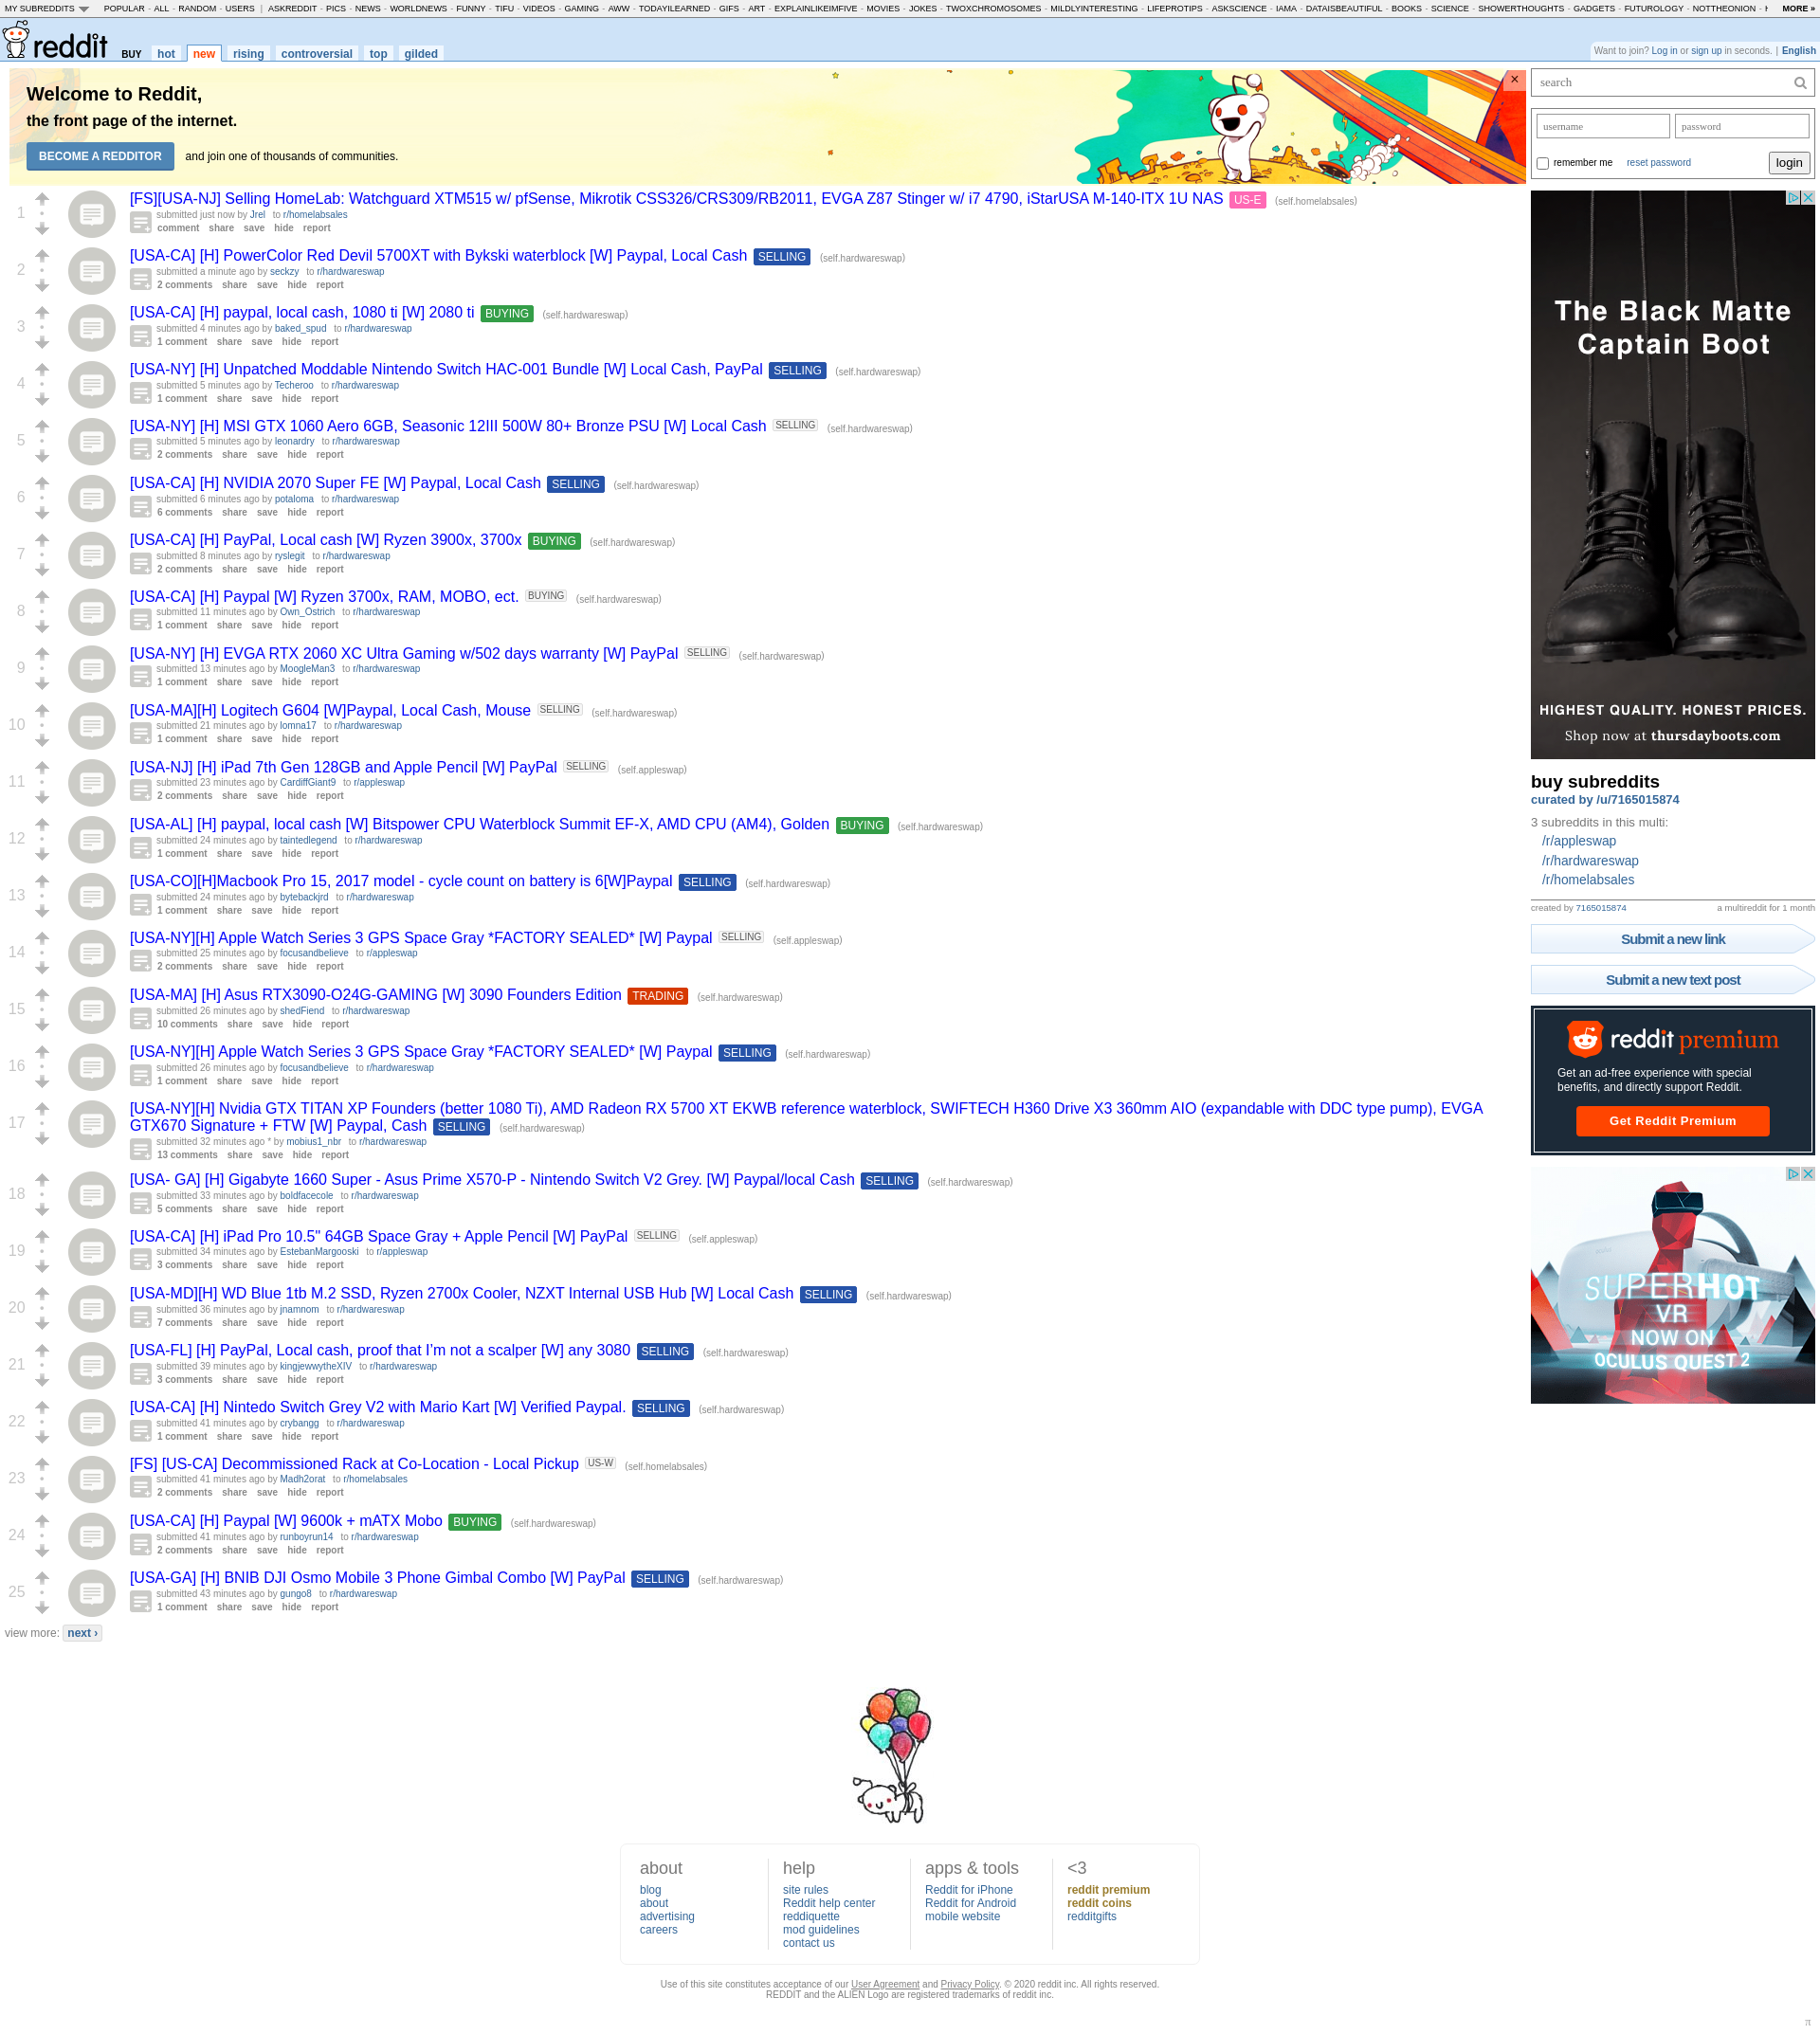 MY SUBREDDITS POPULAR - ALL - RANDOM - USERS | ASKREDDIT - PICS - NEWS - WORLDNEWS - FUNNY - TIFU - VIDEOS - GAMING - AWW - TODAYILEARNED - GIFS - ART - EXPLAINLIKEIMFIVE - MOVIES - JOKES - TWOXCHROMOSOMES - MILDLYINTERESTING - LIFEPROTIPS - ASKSCIENCE - IAMA - DATAISBEAUTIFUL - BOOKS - SCIENCE - SHOWERTHOUGHTS - GADGETS - FUTUROLOGY - NOTTHEONION - MORE »
reddit BUY hot new rising controversial top gilded
Want to join? Log in or sign up in seconds. | English
Welcome to Reddit,
the front page of the internet.
BECOME A REDDITOR and join one of thousands of communities.
×
1
[FS][USA-NJ] Selling HomeLab: Watchguard XTM515 w/ pfSense, Mikrotik CSS326/CRS309/RB2011, EVGA Z87 Stinger w/ i7 4790, iStarUSA M-140-ITX 1U NAS US-E (self.homelabsales)
submitted just now by Jrel to r/homelabsales
comment share save hide report
2
[USA-CA] [H] PowerColor Red Devil 5700XT with Bykski waterblock [W] Paypal, Local Cash SELLING (self.hardwareswap)
submitted a minute ago by seckzy to r/hardwareswap
2 comments share save hide report
3
[USA-CA] [H] paypal, local cash, 1080 ti [W] 2080 ti BUYING (self.hardwareswap)
submitted 4 minutes ago by baked_spud to r/hardwareswap
1 comment share save hide report
4
[USA-NY] [H] Unpatched Moddable Nintendo Switch HAC-001 Bundle [W] Local Cash, PayPal SELLING (self.hardwareswap)
submitted 5 minutes ago by Techeroo to r/hardwareswap
1 comment share save hide report
5
[USA-NY] [H] MSI GTX 1060 Aero 6GB, Seasonic 12III 500W 80+ Bronze PSU [W] Local Cash SELLING (self.hardwareswap)
submitted 5 minutes ago by leonardry to r/hardwareswap
2 comments share save hide report
6
[USA-CA] [H] NVIDIA 2070 Super FE [W] Paypal, Local Cash SELLING (self.hardwareswap)
submitted 6 minutes ago by potaloma to r/hardwareswap
6 comments share save hide report
7
[USA-CA] [H] PayPal, Local cash [W] Ryzen 3900x, 3700x BUYING (self.hardwareswap)
submitted 8 minutes ago by ryslegit to r/hardwareswap
2 comments share save hide report
8
[USA-CA] [H] Paypal [W] Ryzen 3700x, RAM, MOBO, ect. BUYING (self.hardwareswap)
submitted 11 minutes ago by Own_Ostrich to r/hardwareswap
1 comment share save hide report
9
[USA-NY] [H] EVGA RTX 2060 XC Ultra Gaming w/502 days warranty [W] PayPal SELLING (self.hardwareswap)
submitted 13 minutes ago by MoogleMan3 to r/hardwareswap
1 comment share save hide report
10
[USA-MA][H] Logitech G604 [W]Paypal, Local Cash, Mouse SELLING (self.hardwareswap)
submitted 21 minutes ago by lomna17 to r/hardwareswap
1 comment share save hide report
11
[USA-NJ] [H] iPad 7th Gen 128GB and Apple Pencil [W] PayPal SELLING (self.appleswap)
submitted 23 minutes ago by CardiffGiant9 to r/appleswap
2 comments share save hide report
12
[USA-AL] [H] paypal, local cash [W] Bitspower CPU Waterblock Summit EF-X, AMD CPU (AM4), Golden BUYING (self.hardwareswap)
submitted 24 minutes ago by taintedlegend to r/hardwareswap
1 comment share save hide report
13
[USA-CO][H]Macbook Pro 15, 2017 model - cycle count on battery is 6[W]Paypal SELLING (self.hardwareswap)
submitted 24 minutes ago by bytebackjrd to r/hardwareswap
1 comment share save hide report
14
[USA-NY][H] Apple Watch Series 3 GPS Space Gray *FACTORY SEALED* [W] Paypal SELLING (self.appleswap)
submitted 25 minutes ago by focusandbelieve to r/appleswap
2 comments share save hide report
15
[USA-MA] [H] Asus RTX3090-O24G-GAMING [W] 3090 Founders Edition TRADING (self.hardwareswap)
submitted 26 minutes ago by shedFiend to r/hardwareswap
10 comments share save hide report
16
[USA-NY][H] Apple Watch Series 3 GPS Space Gray *FACTORY SEALED* [W] Paypal SELLING (self.hardwareswap)
submitted 26 minutes ago by focusandbelieve to r/hardwareswap
1 comment share save hide report
17
[USA-NY][H] Nvidia GTX TITAN XP Founders (better 1080 Ti), AMD Radeon RX 5700 XT EKWB reference waterblock, SWIFTECH H360 Drive X3 360mm AIO (expandable with DDC type pump), EVGA
GTX670 Signature + FTW [W] Paypal, Cash SELLING (self.hardwareswap)
submitted 32 minutes ago * by mobius1_nbr to r/hardwareswap
13 comments share save hide report
18
[USA- GA] [H] Gigabyte 1660 Super - Asus Prime X570-P - Nintendo Switch V2 Grey. [W] Paypal/local Cash SELLING (self.hardwareswap)
submitted 33 minutes ago by boldfacecole to r/hardwareswap
5 comments share save hide report
19
[USA-CA] [H] iPad Pro 10.5" 64GB Space Gray + Apple Pencil [W] PayPal SELLING (self.appleswap)
submitted 34 minutes ago by EstebanMargooski to r/appleswap
3 comments share save hide report
20
[USA-MD][H] WD Blue 1tb M.2 SSD, Ryzen 2700x Cooler, NZXT Internal USB Hub [W] Local Cash SELLING (self.hardwareswap)
submitted 36 minutes ago by jnamnom to r/hardwareswap
7 comments share save hide report
21
[USA-FL] [H] PayPal, Local cash, proof that I’m not a scalper [W] any 3080 SELLING (self.hardwareswap)
submitted 39 minutes ago by kingjewwytheXIV to r/hardwareswap
3 comments share save hide report
22
[USA-CA] [H] Nintedo Switch Grey V2 with Mario Kart [W] Verified Paypal. SELLING (self.hardwareswap)
submitted 41 minutes ago by crybangg to r/hardwareswap
1 comment share save hide report
23
[FS] [US-CA] Decommissioned Rack at Co-Location - Local Pickup US-W (self.homelabsales)
submitted 41 minutes ago by Madh2orat to r/homelabsales
2 comments share save hide report
24
[USA-CA] [H] Paypal [W] 9600k + mATX Mobo BUYING (self.hardwareswap)
submitted 41 minutes ago by runboyrun14 to r/hardwareswap
2 comments share save hide report
25
[USA-GA] [H] BNIB DJI Osmo Mobile 3 Phone Gimbal Combo [W] PayPal SELLING (self.hardwareswap)
submitted 43 minutes ago by gungo8 to r/hardwareswap
1 comment share save hide report
view more: next ›
search
username password
remember me reset password login
The Black Matte
Captain Boot
HIGHEST QUALITY. HONEST PRICES.
Shop now at thursdayboots.com
buy subreddits
curated by /u/7165015874
3 subreddits in this multi:
/r/appleswap
/r/hardwareswap
/r/homelabsales
created by 7165015874 a multireddit for 1 month
Submit a new link
Submit a new text post
reddit premium
Get an ad-free experience with special
benefits, and directly support Reddit.
Get Reddit Premium
SUPERHOT
VR
NOW ON
OCULUS QUEST 2
about
blog
about
advertising
careers
help
site rules
Reddit help center
reddiquette
mod guidelines
contact us
apps & tools
Reddit for iPhone
Reddit for Android
mobile website
<3
reddit premium
reddit coins
redditgifts
Use of this site constitutes acceptance of our User Agreement and Privacy Policy. © 2020 reddit inc. All rights reserved.
REDDIT and the ALIEN Logo are registered trademarks of reddit inc.
π